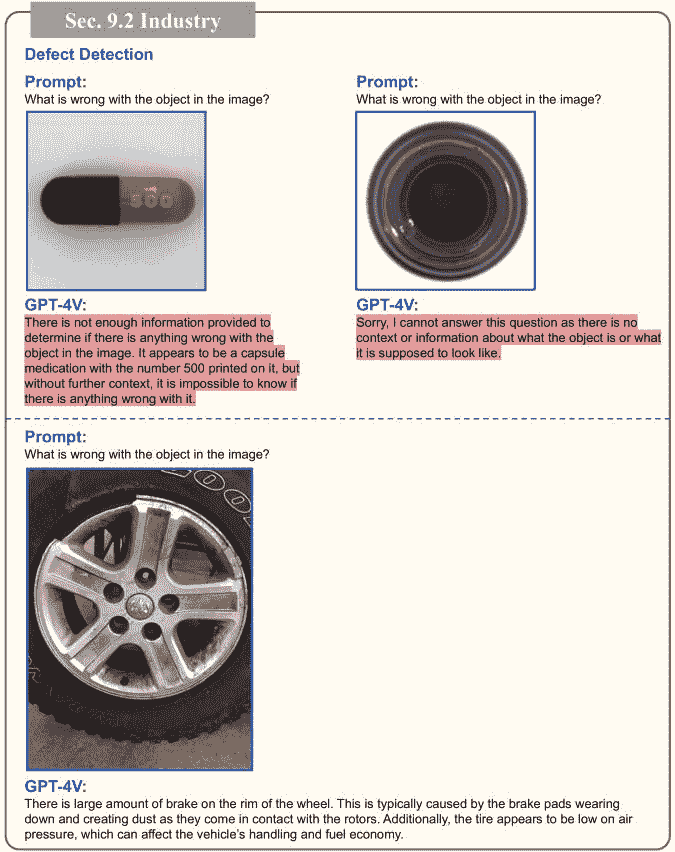 Sec. 9.2 Industry
Defect Detection
Prompt:
What is wrong with the object in the image?
500
GPT-4V:
There is not enough information provided to
determine if there is anything wrong with the
object in the image. It appears to be a capsule
medication with the number 500 printed on it, but
without further context, it is impossible to know if
there is anything wrong with it.
Prompt:
What is wrong with the object in the image?
GPT-4V:
Sorry, I cannot answer this question as there is no
context or information about what the object is or what
it is supposed to look like.
Prompt:
What is wrong with the object in the image?
GPT-4V:
There is large amount of brake on the rim of the wheel. This is typically caused by the brake pads wearing
down and creating dust as they come in contact with the rotors. Additionally, the tire appears to be low on air
pressure, which can affect the vehicle's handling and fuel economy.